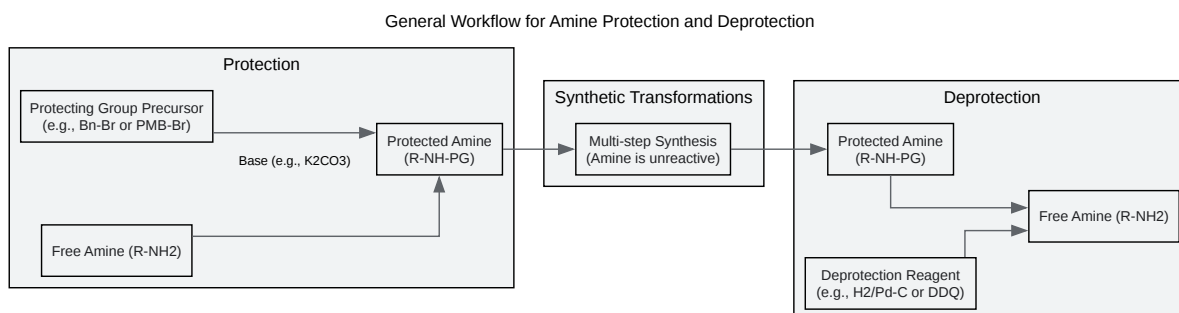 General Workflow for Amine Protection and Deprotection
Protection
Protecting Group Precursor
(e.g., Bn-Br or PMB-Br)
Base (e.g., K2CO3)
Protected Amine
(R-NH-PG)
Free Amine (R-NH2)
Synthetic Transformations
Multi-step Synthesis
(Amine is unreactive)
Deprotection
Protected Amine
(R-NH-PG)
Free Amine (R-NH2)
Deprotection Reagent
(e.g., H2/Pd-C or DDQ)